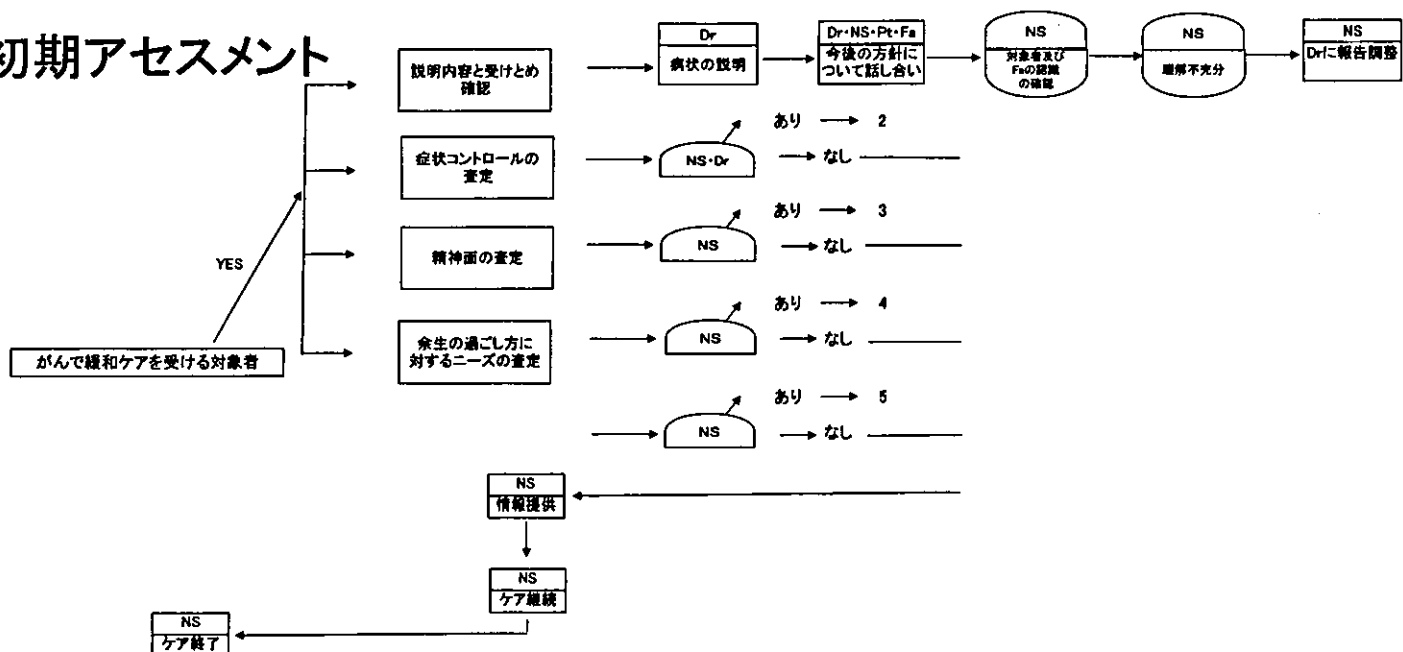 初期アセスメント
説明内容と受けとめ
確認
症状コントロールの
査定
精神面の査定
余生の過ごし方に
対するニーズの査定
YES
がんで緩和ケアを受ける対象者
Dr
病状の説明
Dr・NS・Pt・Fa
今後の方針に
ついて話し合い
NS
対象者及び
Faの認識
の確認
NS
理解不充分
NS
Drに報告調整
あり
2
NS・Dr
なし
あり
3
NS
なし
あり
4
NS
なし
あり
5
NS
なし
NS
情報提供
NS
ケア継続
NS
ケア終了